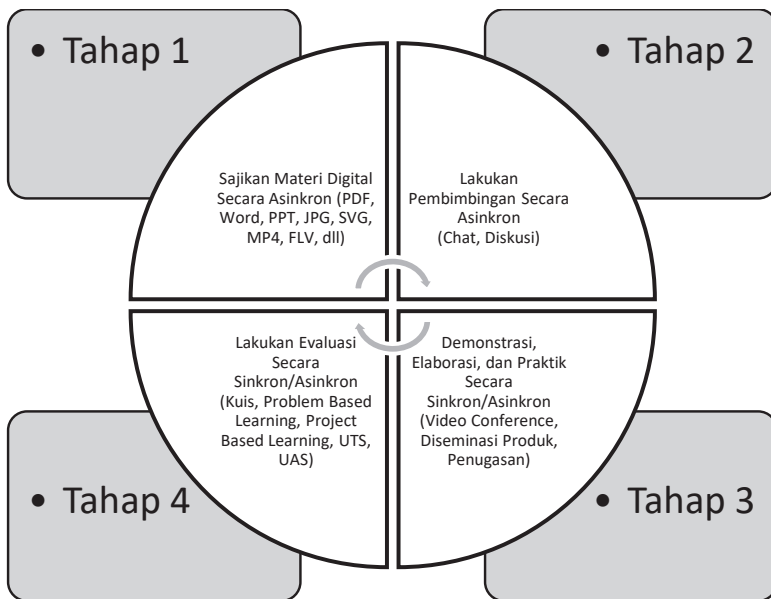 • Tahap 1
Sajikan Materi Digital
Secara Asinkron (PDF,
Word, PPT, JPG, SVG,
MP4, FLV, dll)
• Tahap 2
Lakukan
Pembimbingan Secara
Asinkron
(Chat, Diskusi)
• Tahap 3
Demonstrasi,
Elaborasi, dan Praktik
Secara
Sinkron/Asinkron
(Video Conference,
Diseminasi Produk,
Penugasan)
• Tahap 4
Lakukan Evaluasi
Secara
Sinkron/Asinkron
(Kuis, Problem Based
Learning, Project
Based Learning, UTS,
UAS)